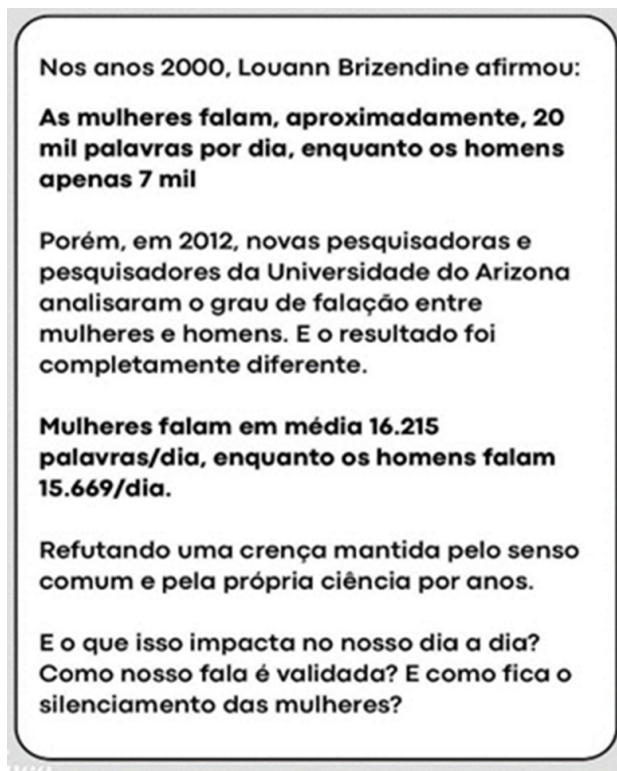 Nos anos 2000, Louann Brizendine afirmou:
As mulheres falam, aproximadamente, 20
mil palavras por dia, enquanto os homens
apenas 7 mil
Porém, em 2012, novas pesquisadoras e
pesquisadores da Universidade do Arizona
analisaram o grau de falação entre
mulheres e homens. E o resultado foi
completamente diferente.
Mulheres falam em média 16.215
palavras/dia, enquanto os homens falam
15.669/dia.
Refutando uma crença mantida pelo senso
comum e pela própria ciência por anos.
E o que isso impacta no nosso dia a dia?
Como nosso fala é validada? E como fica o
silenciamento das mulheres?